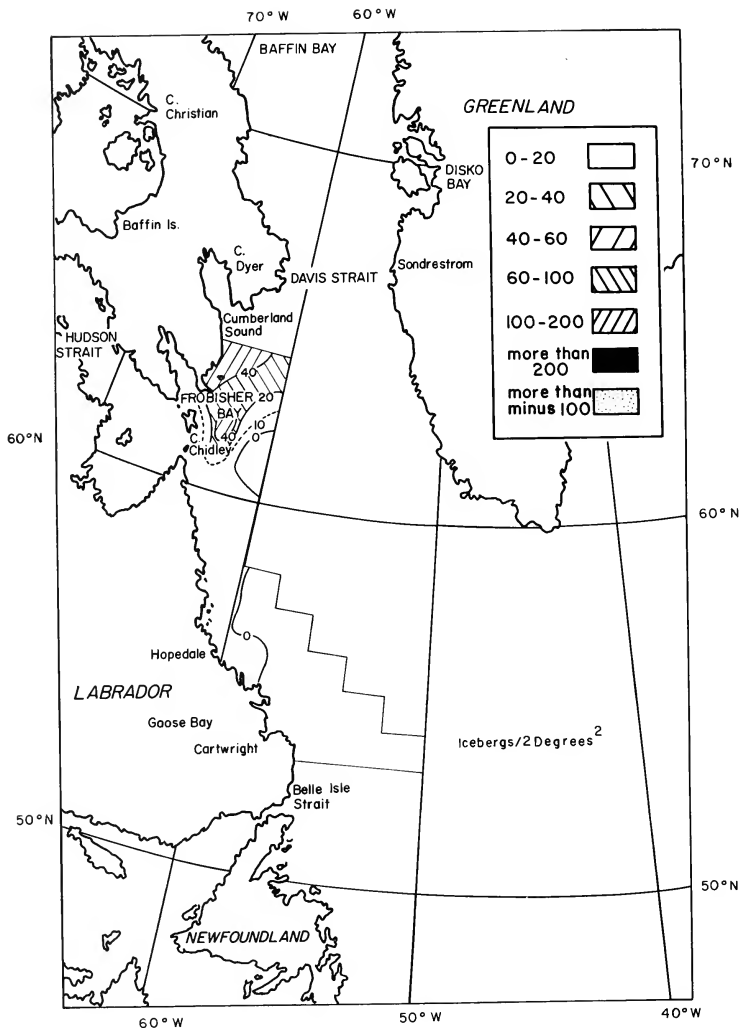 70°W 60°W
BAFFIN BAY
C.
Christian
GREENLAND
0-20
20-40
40-60
60-100
100-200
more than
200
more than
minus 100
70°N
DISKO
BAY
Baffin Is.
C.
Dyer
DAVIS STRAIT
Sondrestrom
Cumberland
Sound
HUDSON
STRAIT
40
FROBISHER
BAY
20
10
0
40
C.
Chidley
60°N
60°N
0
Hopedale
LABRADOR
Goose Bay
Cartwright
Icebergs/2 Degrees²
Belle Isle
Strait
50°N
50°N
NEWFOUNDLAND
60°W 50°W 40°W